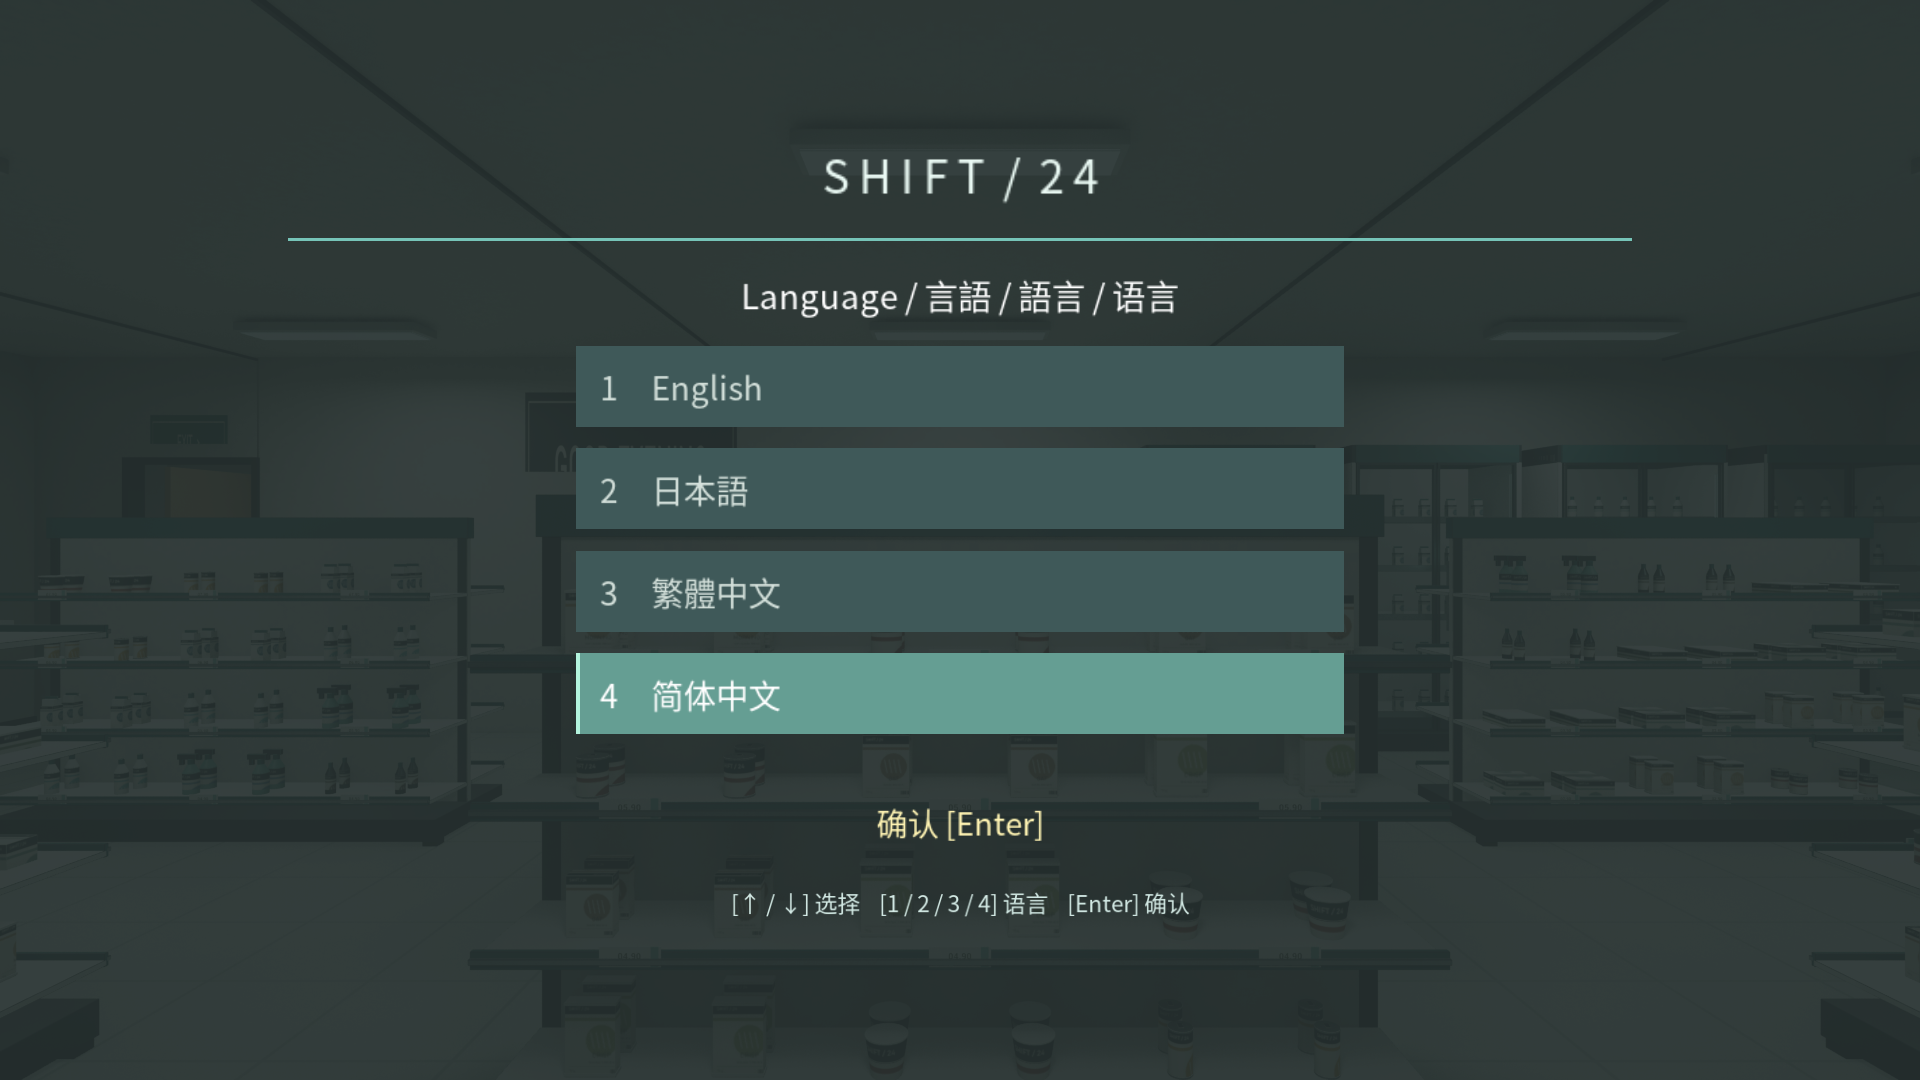 SHIFT / 24
Language / 言語 / 語言 / 语言
1 English
2 日本語
3 繁體中文
4 简体中文
确认 [Enter]
[↑ / ↓] 选择 [1 / 2 / 3 / 4] 语言 [Enter] 确认